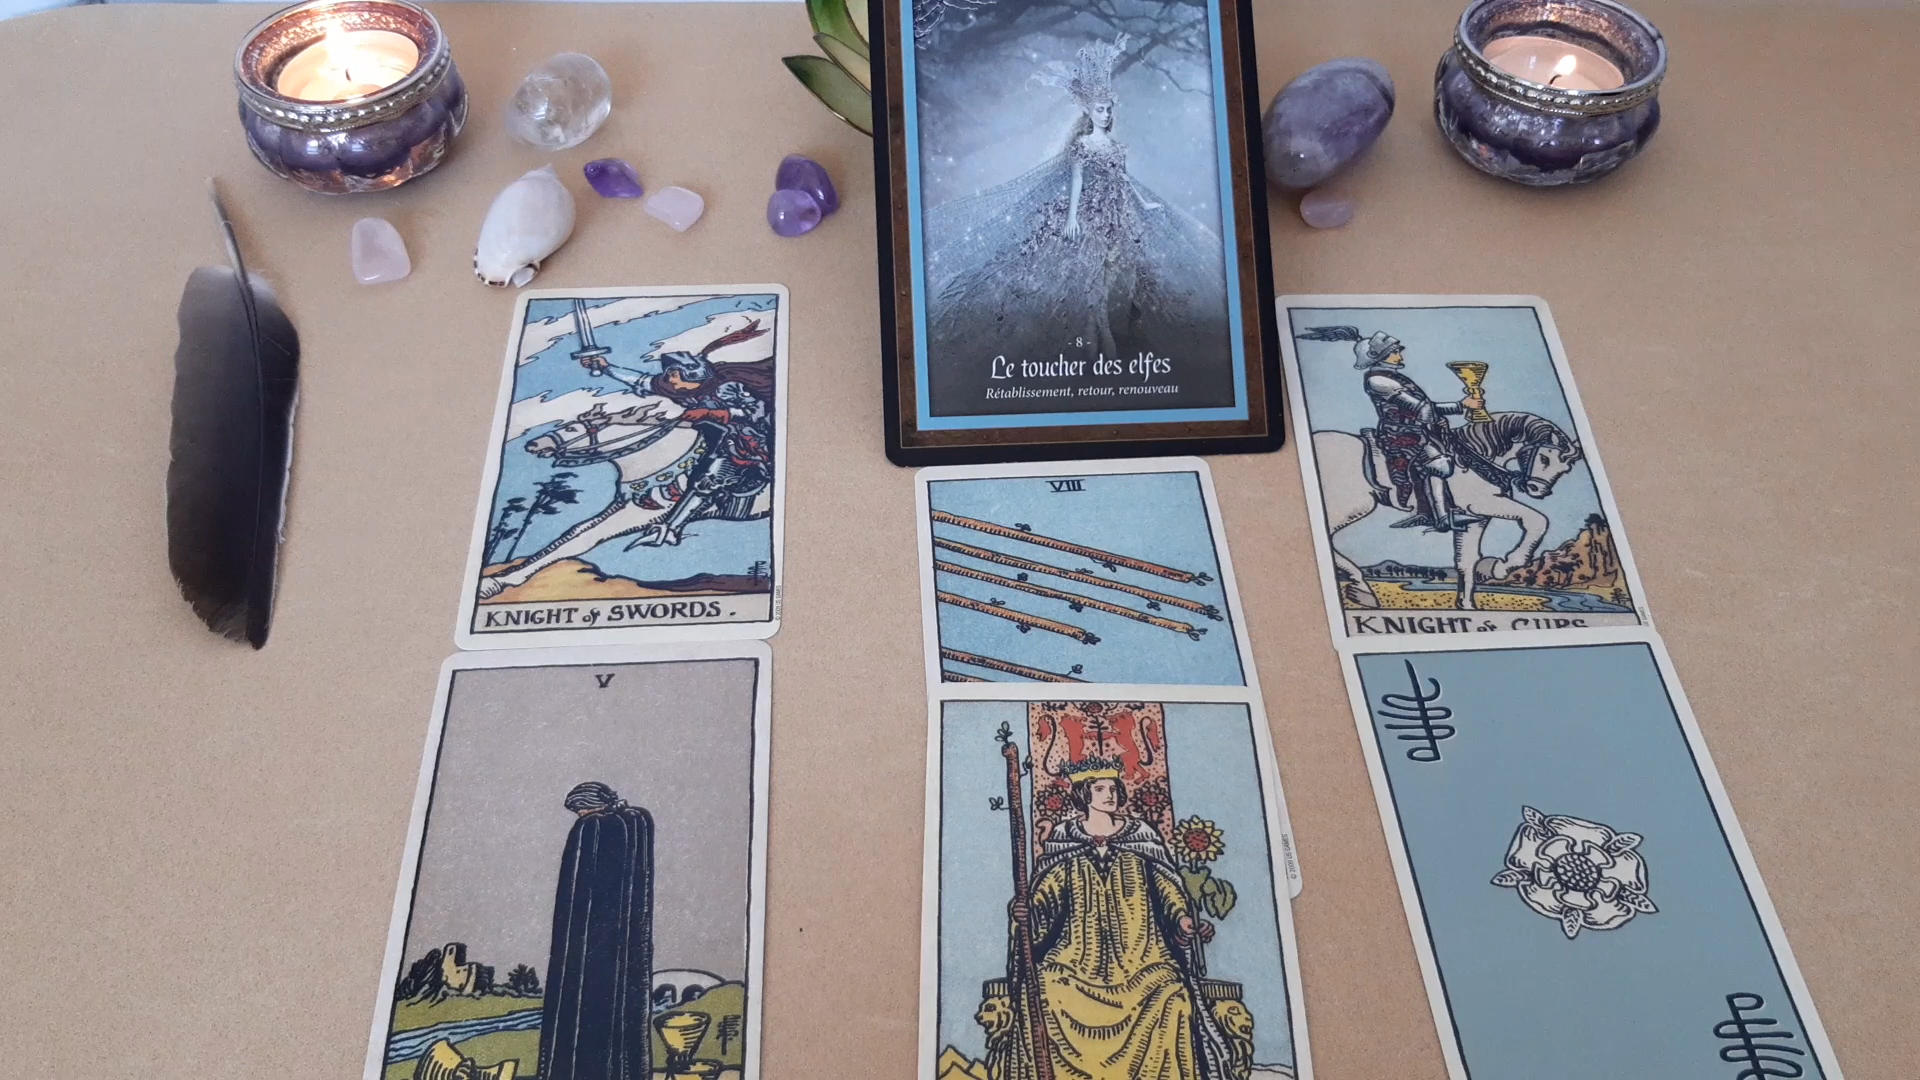 - 8 -
Le toucher des elfes
Rétablissement, retour, renouveau
KNIGHT of SWORDS.
VIII
KNIGHT of CUPS
V